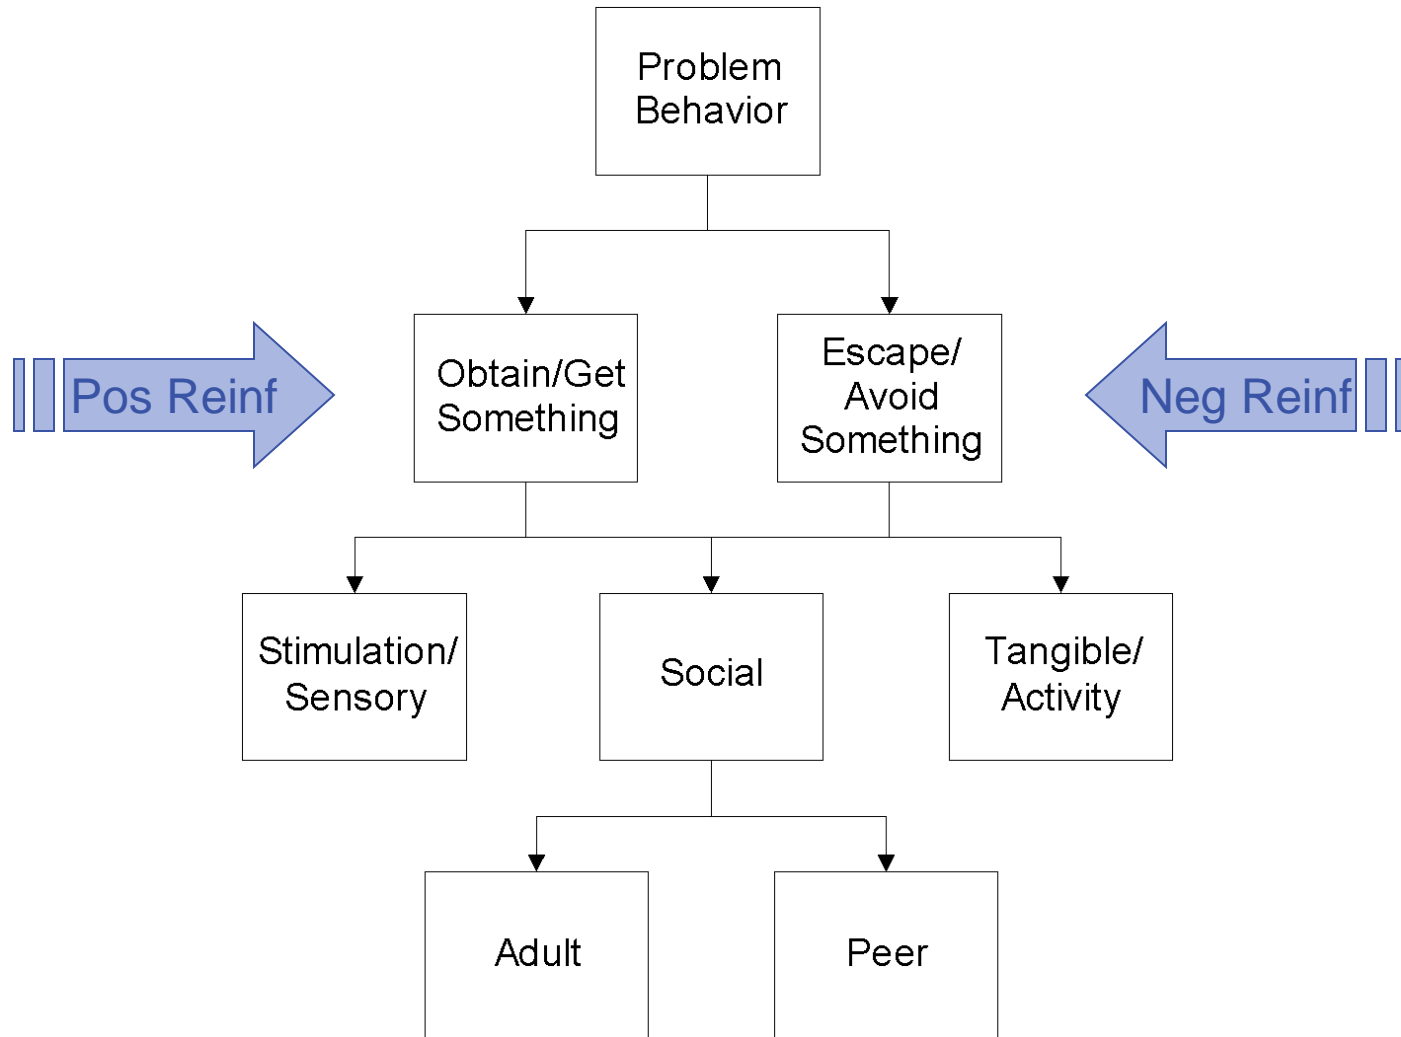 Problem
Behavior
Pos Reinf
Obtain/Get
Something
Escape/
Avoid
Something
Neg Reinf
Stimulation/
Sensory
Social
Tangible/
Activity
Adult
Peer